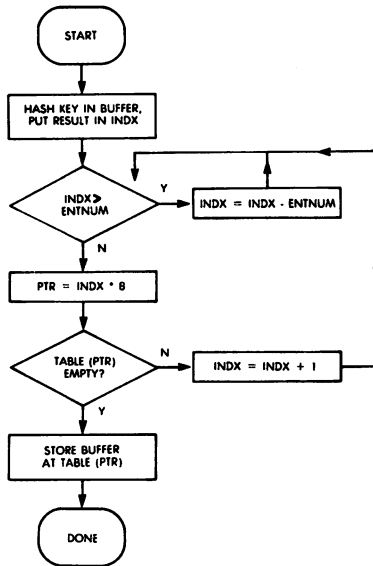 START
HASH KEY IN BUFFER,
PUT RESULT IN INDX
INDX ⩾
ENTNUM
Y
INDX = INDX - ENTNUM
N
PTR = INDX * 8
TABLE (PTR)
EMPTY?
N
INDX = INDX + 1
Y
STORE BUFFER
AT TABLE (PTR)
DONE